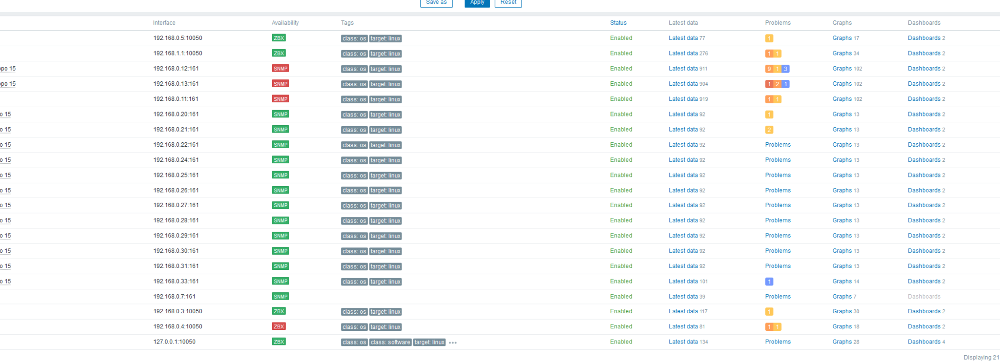 Save as Apply Reset
Interface Availability Tags Status Latest data Problems Graphs Dashboards
192.168.0.5:10050 ZBX class: os target: linux Enabled Latest data 77 1 Graphs 17 Dashboards 2
192.168.1.1:10050 ZBX class: os target: linux Enabled Latest data 276 1 1 Graphs 34 Dashboards 2
ppo 15 192.168.0.12:161 SNMP class: os target: linux Enabled Latest data 911 9 1 3 Graphs 102 Dashboards 2
po 15 192.168.0.13:161 SNMP class: os target: linux Enabled Latest data 904 1 2 1 Graphs 102 Dashboards 2
192.168.0.11:161 SNMP class: os target: linux Enabled Latest data 919 1 1 Graphs 102 Dashboards 2
o 15 192.168.0.20:161 SNMP class: os target: linux Enabled Latest data 92 1 Graphs 13 Dashboards 2
o 15 192.168.0.21:161 SNMP class: os target: linux Enabled Latest data 92 2 Graphs 13 Dashboards 2
o 15 192.168.0.22:161 SNMP class: os target: linux Enabled Latest data 92 Problems Graphs 13 Dashboards 2
o 15 192.168.0.24:161 SNMP class: os target: linux Enabled Latest data 92 Problems Graphs 13 Dashboards 2
o 15 192.168.0.25:161 SNMP class: os target: linux Enabled Latest data 92 Problems Graphs 13 Dashboards 2
o 15 192.168.0.26:161 SNMP class: os target: linux Enabled Latest data 92 Problems Graphs 13 Dashboards 2
o 15 192.168.0.27:161 SNMP class: os target: linux Enabled Latest data 92 Problems Graphs 13 Dashboards 2
o 15 192.168.0.28:161 SNMP class: os target: linux Enabled Latest data 92 Problems Graphs 13 Dashboards 2
o 15 192.168.0.29:161 SNMP class: os target: linux Enabled Latest data 92 Problems Graphs 13 Dashboards 2
o 15 192.168.0.30:161 SNMP class: os target: linux Enabled Latest data 92 Problems Graphs 13 Dashboards 2
o 15 192.168.0.31:161 SNMP class: os target: linux Enabled Latest data 92 Problems Graphs 13 Dashboards 2
o 15 192.168.0.33:161 SNMP class: os target: linux Enabled Latest data 101 1 Graphs 14 Dashboards 2
192.168.0.7:161 SNMP Enabled Latest data 39 Problems Graphs 7 Dashboards
192.168.0.3:10050 ZBX class: os target: linux Enabled Latest data 117 1 Graphs 30 Dashboards 2
192.168.0.4:10050 ZBX class: os target: linux Enabled Latest data 81 1 1 Graphs 18 Dashboards 2
127.0.0.1:10050 ZBX class: os class: software target: linux ••• Enabled Latest data 134 Problems Graphs 28 Dashboards 4
Displaying 21